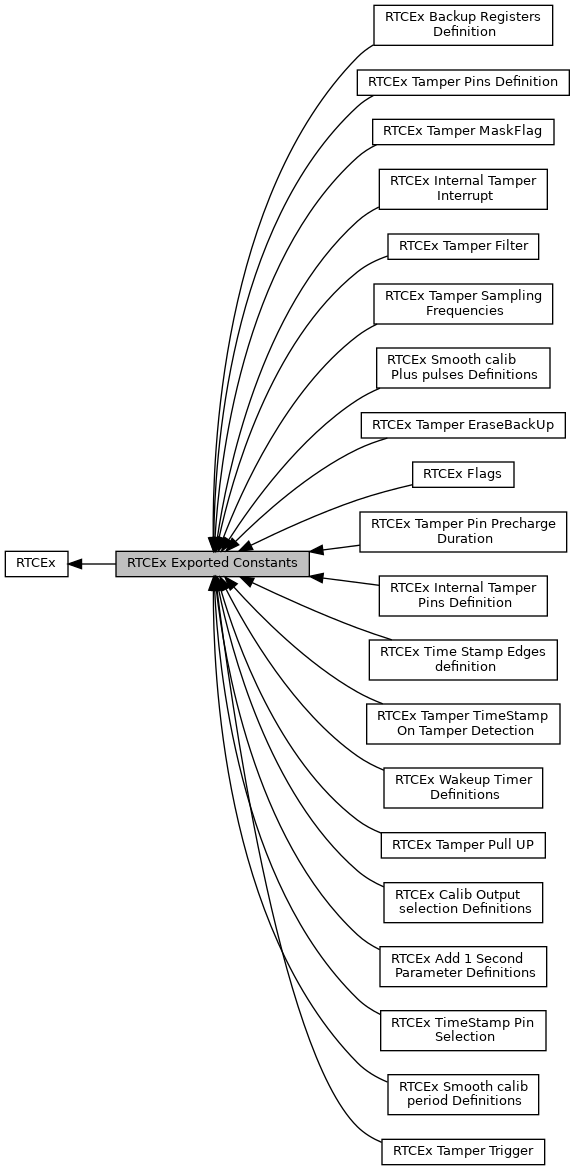 RTCEx Backup Registers
Definition
RTCEx Tamper Pins Definition
RTCEx Tamper MaskFlag
RTCEx Internal Tamper
Interrupt
RTCEx Tamper Filter
RTCEx Tamper Sampling
Frequencies
RTCEx Smooth calib
Plus pulses Definitions
RTCEx Tamper EraseBackUp
RTCEx Flags
RTCEx Tamper Pin Precharge
Duration
RTCEx
RTCEx Exported Constants
RTCEx Internal Tamper
Pins Definition
RTCEx Time Stamp Edges
definition
RTCEx Tamper TimeStamp
On Tamper Detection
RTCEx Wakeup Timer
Definitions
RTCEx Tamper Pull UP
RTCEx Calib Output
selection Definitions
RTCEx Add 1 Second
Parameter Definitions
RTCEx TimeStamp Pin
Selection
RTCEx Smooth calib
period Definitions
RTCEx Tamper Trigger